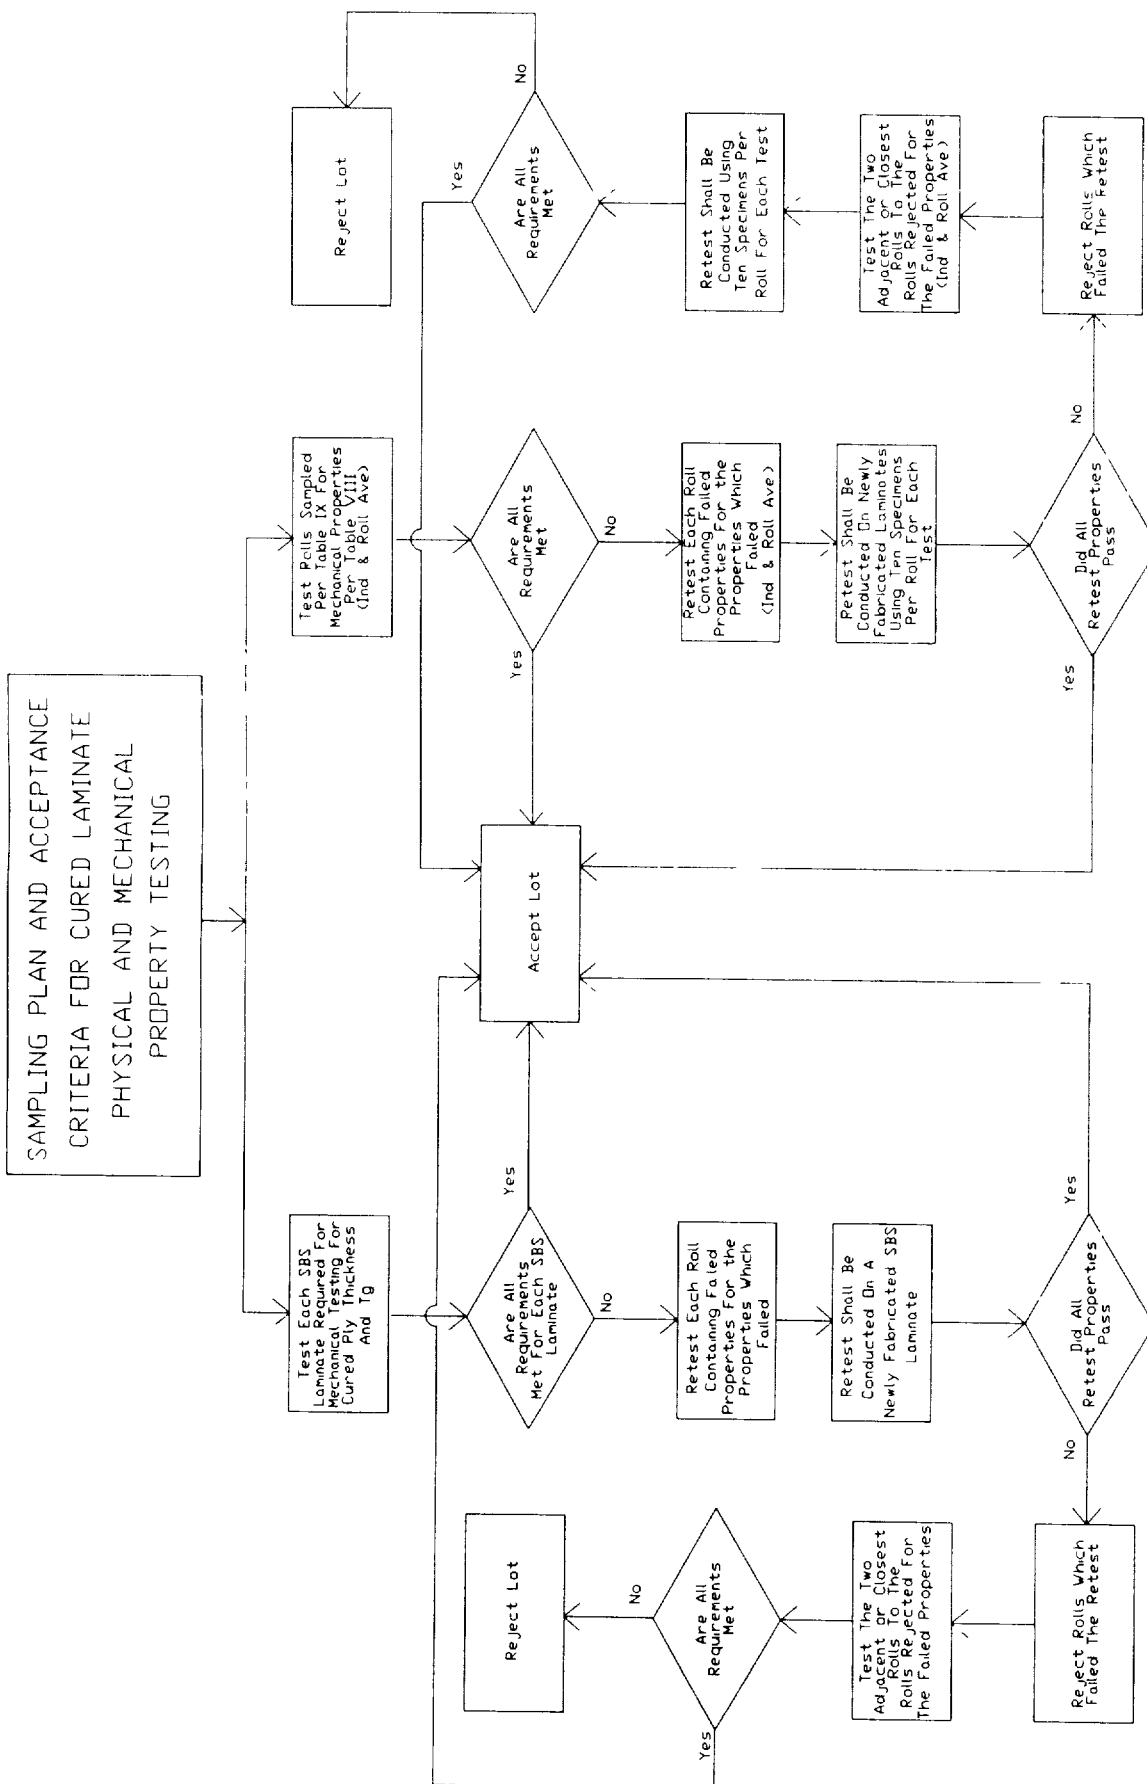 SAMPLING PLAN AND ACCEPTANCE
CRITERIA FOR CURED LAMINATE
PHYSICAL AND MECHANICAL
PROPERTY TESTING
Test Each SBS
Laminate Required For
Mechanical Testing For
Cured Ply Thickness
And Tg
Are All
Requirements
Met For Each SBS
Laminate
Yes
No
Retest Each Roll
Containing Failed
Properties For the
Properties Which
Failed
Retest Shall Be
Conducted On A
Newly Fabricated SBS
Laminate
Did All
Retest Properties
Pass
Yes
No
Reject Rolls Which
Failed The Retest
Test The Two
Adjacent or Closest
Rolls To The
Rolls Rejected For
The Failed Properties
Are All
Requirements
Met
Yes
No
Reject Lot
Accept Lot
Test Rolls Sampled
Per Table IX For
Mechanical Properties
Per Table VIII
(Ind & Roll Ave)
Are All
Requirements
Met
Yes
No
Retest Each Roll
Containing Failed
Properties For the
Properties Which
Failed
(Ind & Roll Ave)
Retest Shall Be
Conducted On Newly
Fabricated Laminates
Using Ten Specimens
Per Roll For Each
Test
Did All
Retest Properties
Pass
Yes
No
Reject Rolls Which
Failed The Retest
Test The Two
Adjacent or Closest
Rolls To The
Rolls Rejected For
The Failed Properties
(Ind & Roll Ave)
Retest Shall Be
Conducted Using
Ten Specimens Per
Roll For Each Test
Are All
Requirements
Met
Yes
No
Reject Lot